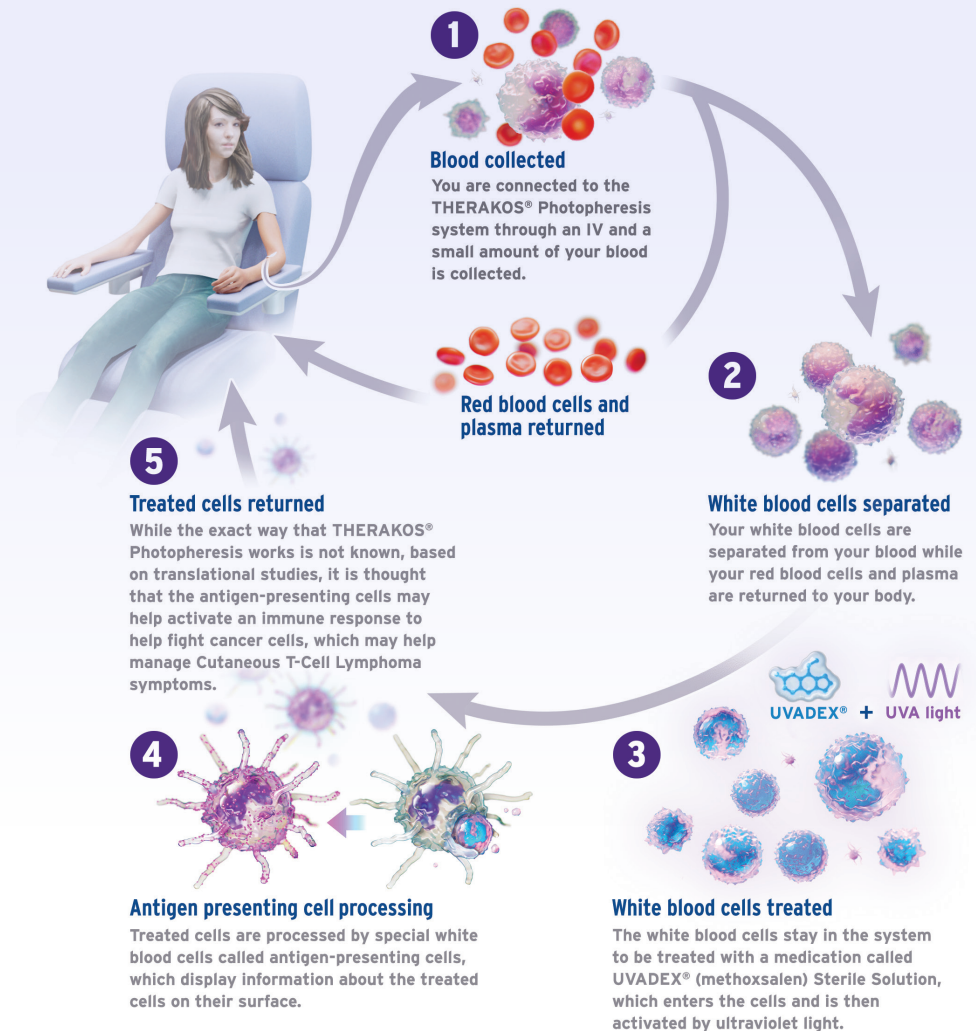 1
Blood collected
You are connected to the
THERAKOS® Photopheresis
system through an IV and a
small amount of your blood
is collected.
Red blood cells and
plasma returned
2
White blood cells separated
Your white blood cells are
separated from your blood while
your red blood cells and plasma
are returned to your body.
UVADEX® + UVA light
3
White blood cells treated
The white blood cells stay in the system
to be treated with a medication called
UVADEX® (methoxsalen) Sterile Solution,
which enters the cells and is then
activated by ultraviolet light.
4
Antigen presenting cell processing
Treated cells are processed by special white
blood cells called antigen-presenting cells,
which display information about the treated
cells on their surface.
5
Treated cells returned
While the exact way that THERAKOS®
Photopheresis works is not known, based
on translational studies, it is thought
that the antigen-presenting cells may
help activate an immune response to
help fight cancer cells, which may help
manage Cutaneous T-Cell Lymphoma
symptoms.